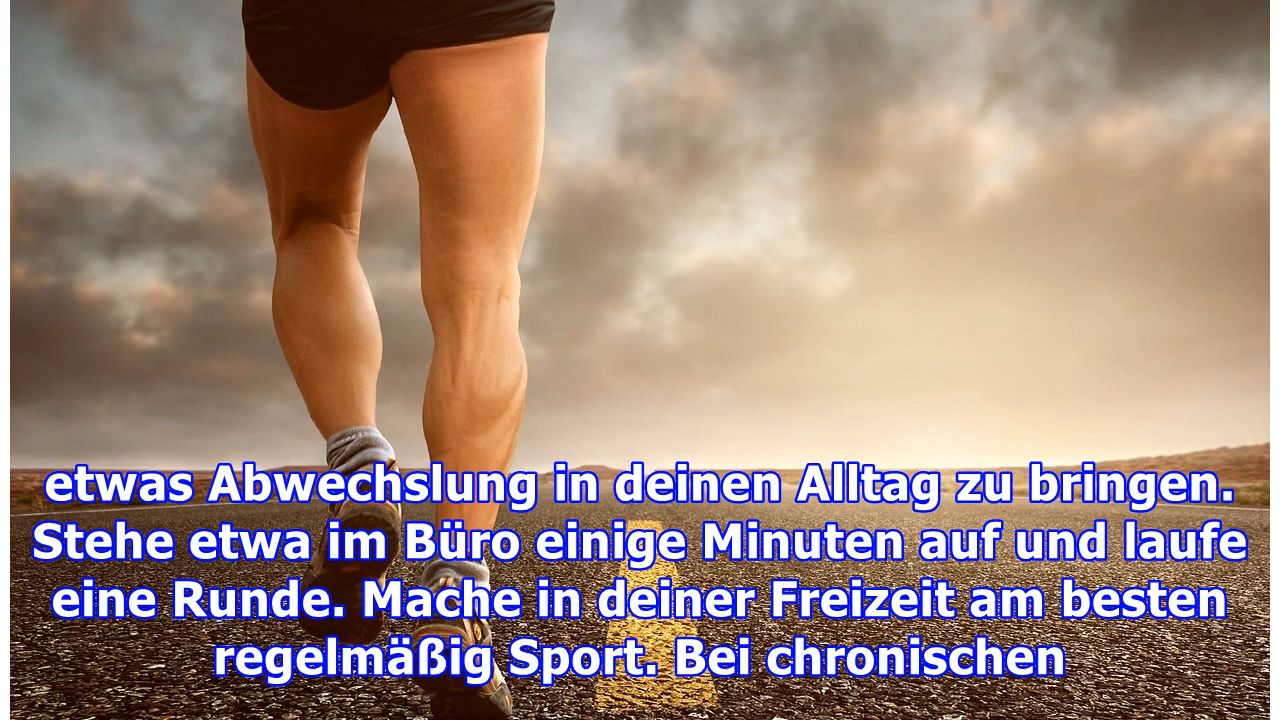 etwas Abwechslung in deinen Alltag zu bringen.
Stehe etwa im Büro einige Minuten auf und laufe
eine Runde. Mache in deiner Freizeit am besten
regelmäßig Sport. Bei chronischen